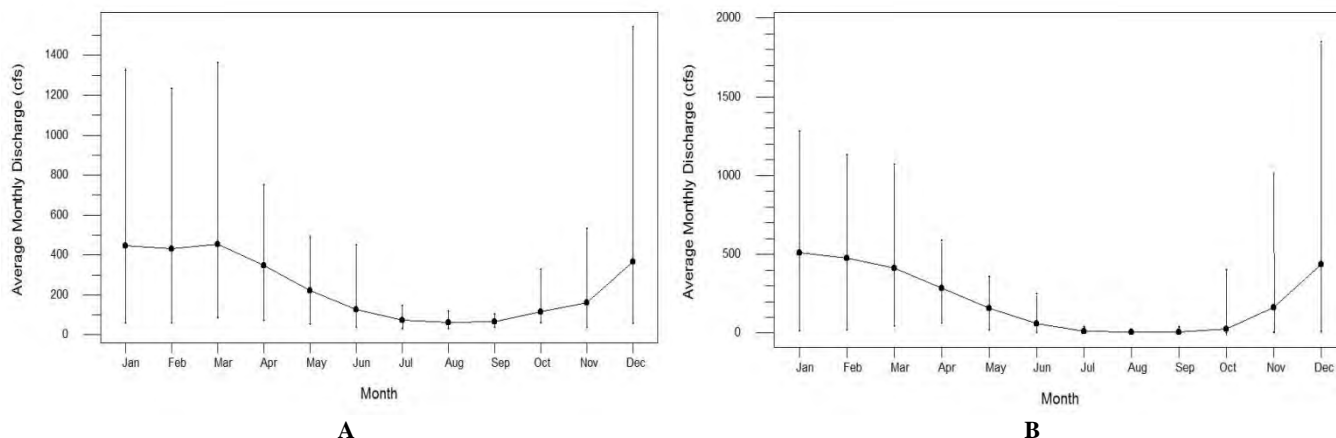 Average Monthly Discharge (cfs)
1400
1200
1000
800
600
400
200
0
Jan Feb Mar Apr May Jun Jul Aug Sep Oct Nov Dec
Month
A
Average Monthly Discharge (cfs)
2000
1500
1000
500
0
Jan Feb Mar Apr May Jun Jul Aug Sep Oct Nov Dec
Month
B